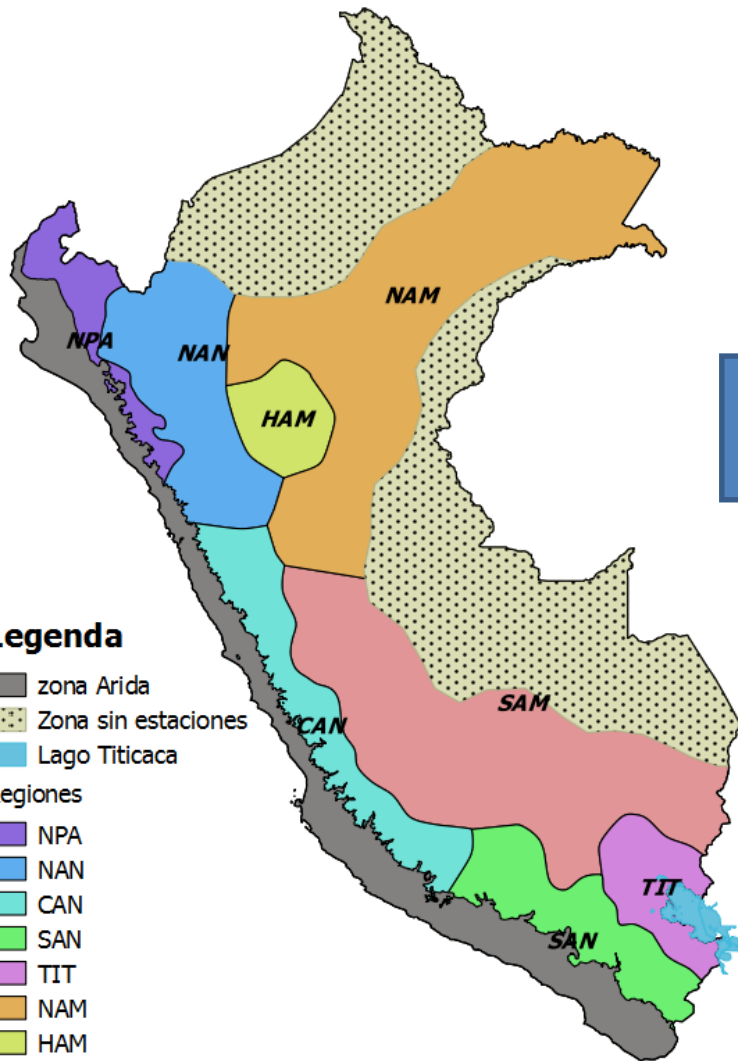 NAM
NPA
NAN
HAM
Legenda
zona Arida
Zona sin estaciones
SAM
CAN
Lago Titicaca
egiones
NPA
NAN
TIT
CAN
SAN
SAN
TIT
NAM
HAM